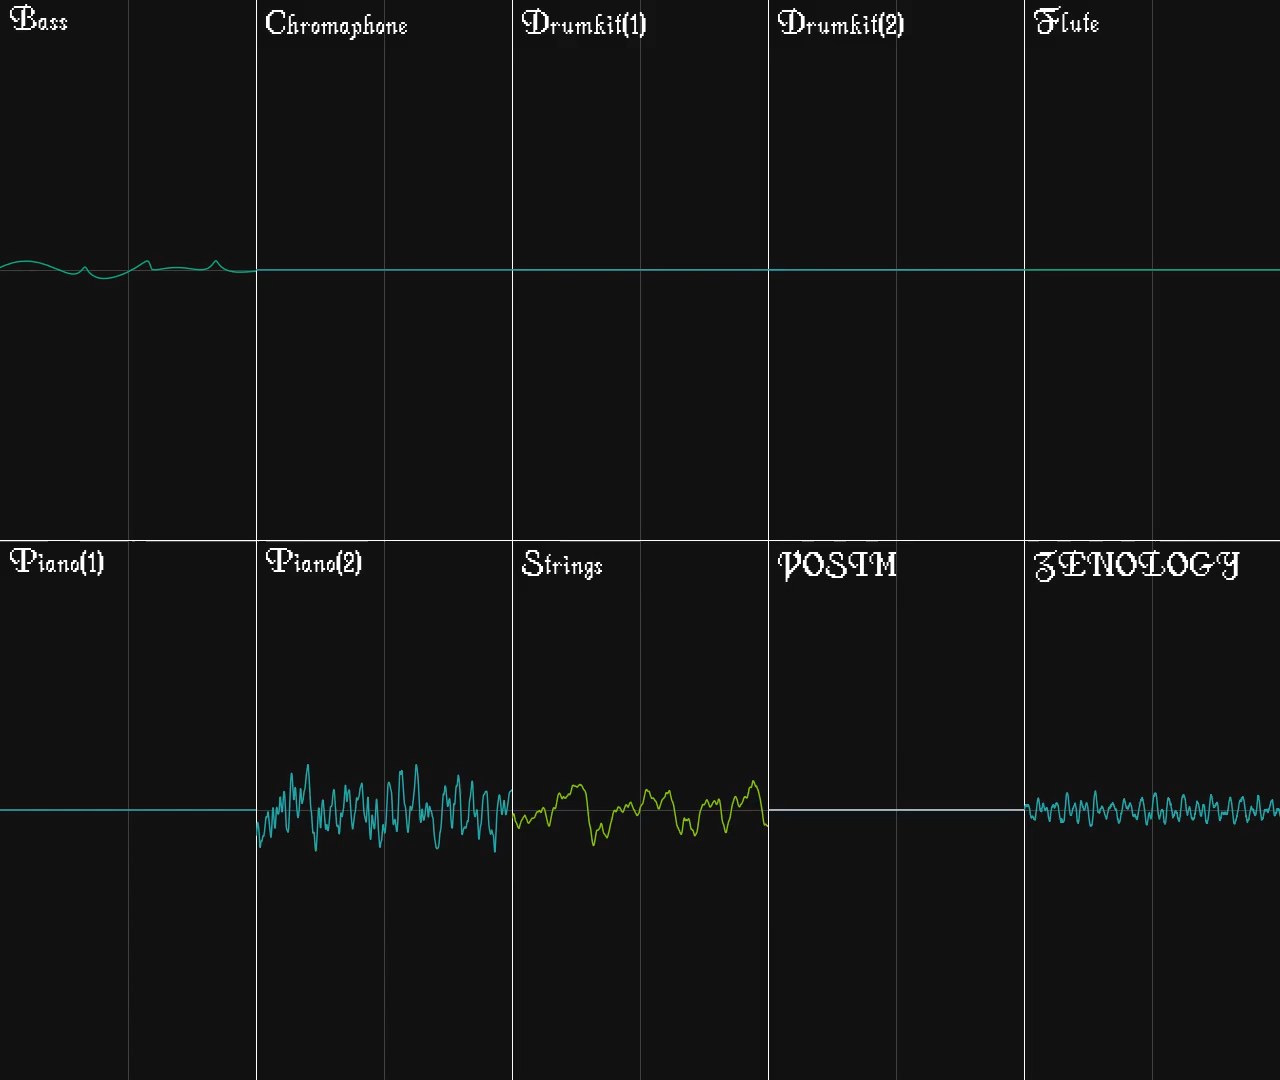 Bass
Chromaphone
Drumkit(1)
Drumkit(2)
Flute
Piano(1)
Piano(2)
Strings
VOSIM
ZENOLOGY